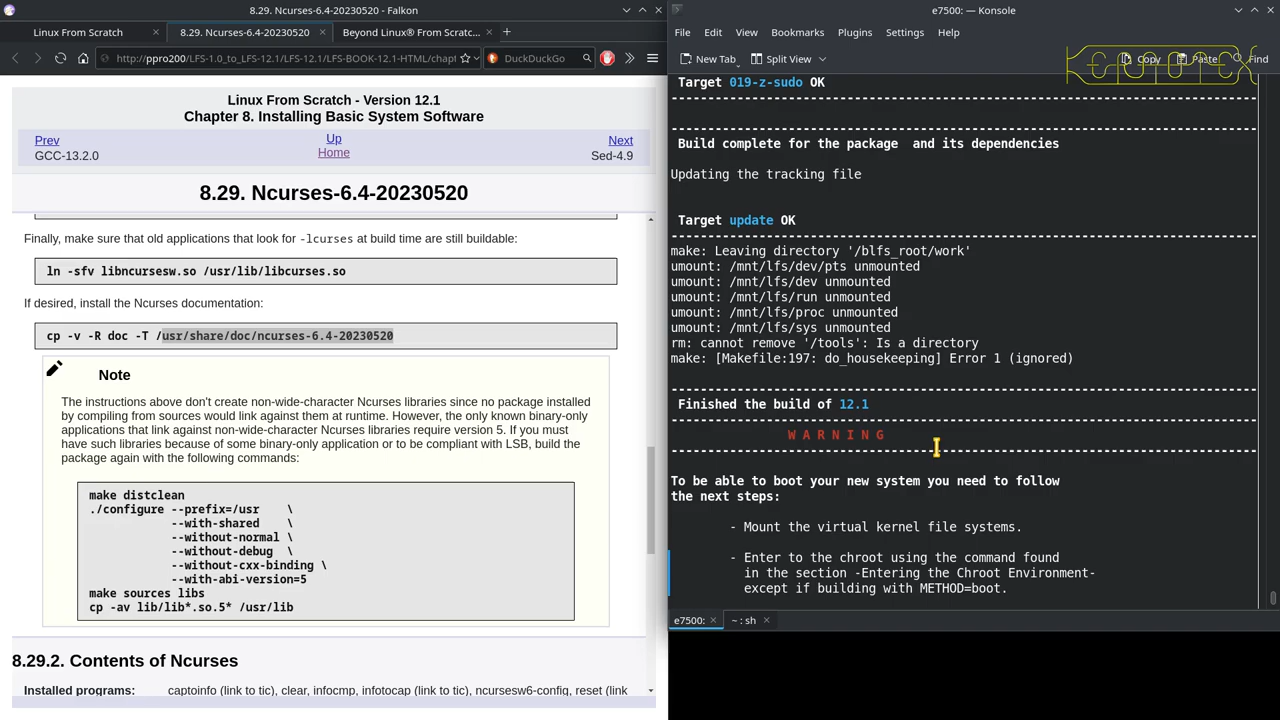 8.29. Ncurses-6.4-20230520 - Falkon
Linux From Scratch
8.29. Ncurses-6.4-20230520
Beyond Linux® From Scratc...
http://ppro200/LFS-1.0_to_LFS-12.1/LFS-12.1/LFS-BOOK-12.1-HTML/chapt
DuckDuckGo
Linux From Scratch - Version 12.1
Chapter 8. Installing Basic System Software
Prev
Up
Next
GCC-13.2.0
Home
Sed-4.9
8.29. Ncurses-6.4-20230520
Finally, make sure that old applications that look for -lcurses at build time are still buildable:
ln -sfv libncursesw.so /usr/lib/libcurses.so
If desired, install the Ncurses documentation:
cp -v -R doc -T /usr/share/doc/ncurses-6.4-20230520
Note
The instructions above don't create non-wide-character Ncurses libraries since no package installed
by compiling from sources would link against them at runtime. However, the only known binary-only
applications that link against non-wide-character Ncurses libraries require version 5. If you must
have such libraries because of some binary-only application or to be compliant with LSB, build the
package again with the following commands:
make distclean
./configure --prefix=/usr \
--with-shared \
--without-normal \
--without-debug \
--without-cxx-binding \
--with-abi-version=5
make sources libs
cp -av lib/lib*.so.5* /usr/lib
8.29.2. Contents of Ncurses
Installed programs: captoinfo (link to tic), clear, infocmp, infotocap (link to tic), ncursesw6-config, reset (link
e7500: — Konsole
File Edit View Bookmarks Plugins Settings Help
New Tab Split View Copy Paste Find
Target 019-z-sudo OK
Build complete for the package and its dependencies
Updating the tracking file
Target update OK
make: Leaving directory '/blfs_root/work'
umount: /mnt/lfs/dev/pts unmounted
umount: /mnt/lfs/dev unmounted
umount: /mnt/lfs/run unmounted
umount: /mnt/lfs/proc unmounted
umount: /mnt/lfs/sys unmounted
rm: cannot remove '/tools': Is a directory
make: [Makefile:197: do_housekeeping] Error 1 (ignored)
Finished the build of 12.1
W A R N I N G
To be able to boot your new system you need to follow
the next steps:
- Mount the virtual kernel file systems.
- Enter to the chroot using the command found
in the section -Entering the Chroot Environment-
except if building with METHOD=boot.
e7500:
~ : sh